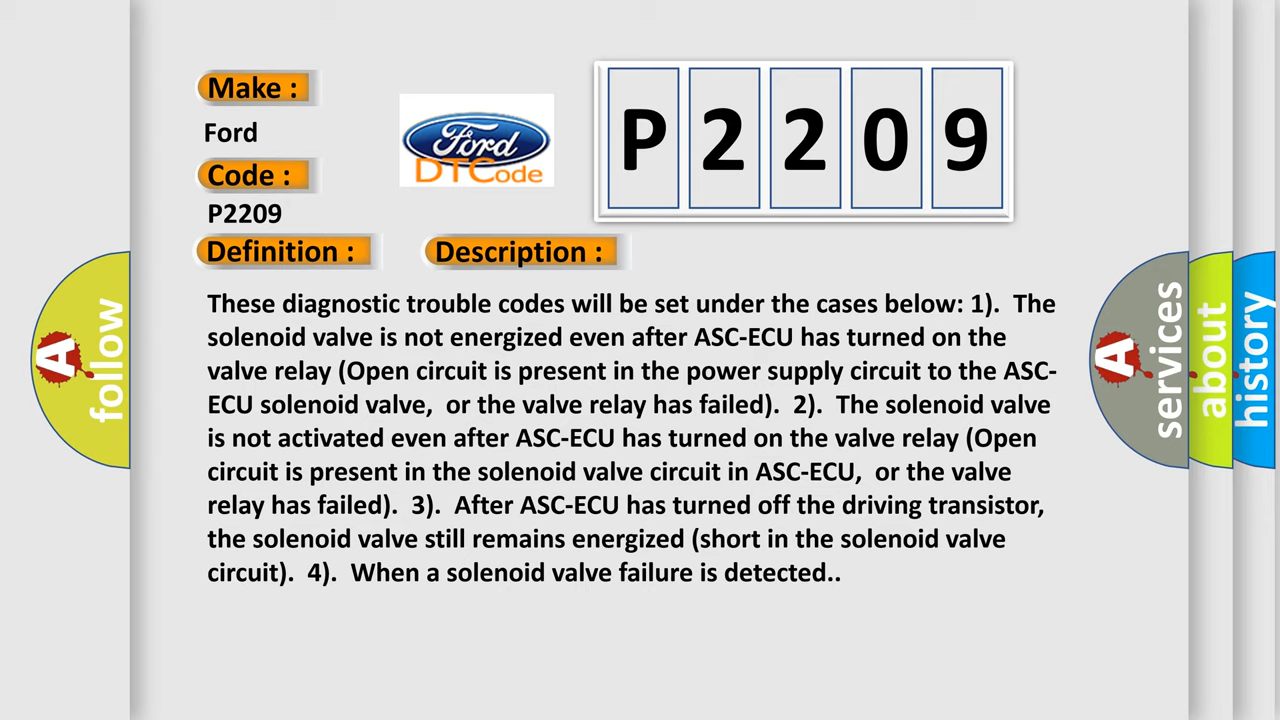 Make :
Ford
Code :
P2209
Ford
DTCode
P2209
Definition :
Description :
These diagnostic trouble codes will be set under the cases below: 1).  The
solenoid valve is not energized even after ASC-ECU has turned on the
valve relay (Open circuit is present in the power supply circuit to the ASC-
ECU solenoid valve,  or the valve relay has failed).  2).  The solenoid valve
is not activated even after ASC-ECU has turned on the valve relay (Open
circuit is present in the solenoid valve circuit in ASC-ECU,  or the valve
relay has failed).  3).  After ASC-ECU has turned off the driving transistor,
the solenoid valve still remains energized (short in the solenoid valve
circuit).  4).  When a solenoid valve failure is detected..
A
follow
A
services
about
history